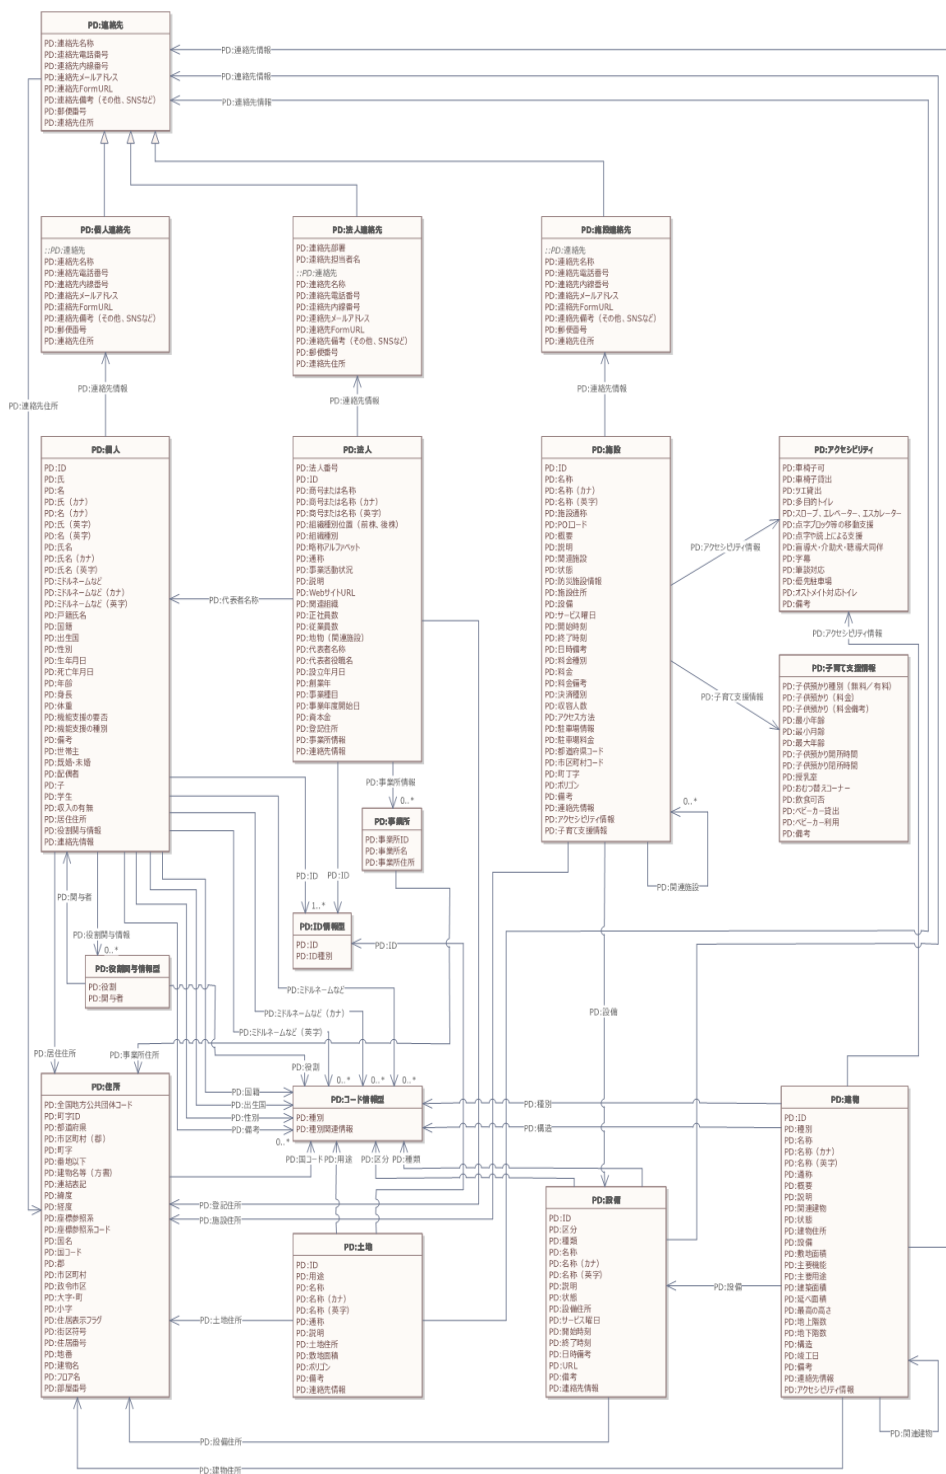 PD:連絡先
PD:連絡先名称
PD:連絡先電話番号
PD:連絡先内線番号
PD:連絡先メールアドレス
PD:連絡先FormURL
PD:連絡先備考（その他、SNSなど）
PD:郵便番号
PD:連絡先住所
PD:連絡先情報
PD:連絡先情報
PD:連絡先情報
PD:個人連絡先
::PD:連絡先
PD:連絡先名称
PD:連絡先電話番号
PD:連絡先内線番号
PD:連絡先メールアドレス
PD:連絡先FormURL
PD:連絡先備考（その他、SNSなど）
PD:郵便番号
PD:連絡先住所
PD:法人連絡先
PD:連絡先部署
PD:連絡先担当者名
::PD:連絡先
PD:連絡先名称
PD:連絡先電話番号
PD:連絡先内線番号
PD:連絡先メールアドレス
PD:連絡先FormURL
PD:連絡先備考（その他、SNSなど）
PD:郵便番号
PD:連絡先住所
PD:施設連絡先
::PD:連絡先
PD:連絡先名称
PD:連絡先電話番号
PD:連絡先内線番号
PD:連絡先メールアドレス
PD:連絡先FormURL
PD:連絡先備考（その他、SNSなど）
PD:郵便番号
PD:連絡先住所
PD:連絡先情報
PD:連絡先情報
PD:連絡先情報
PD:連絡先住所
PD:個人
PD:ID
PD:氏
PD:名
PD:氏（カナ）
PD:名（カナ）
PD:氏（英字）
PD:名（英字）
PD:氏名
PD:氏名（カナ）
PD:氏名（英字）
PD:ミドルネームなど
PD:ミドルネームなど（カナ）
PD:ミドルネームなど（英字）
PD:戸籍氏名
PD:国籍
PD:出生国
PD:性別
PD:生年月日
PD:死亡年月日
PD:年齢
PD:身長
PD:体重
PD:機能支援の要否
PD:機能支援の種別
PD:備考
PD:世帯主
PD:既婚・未婚
PD:配偶者
PD:子
PD:学生
PD:収入の有無
PD:居住住所
PD:役割関与情報
PD:連絡先情報
PD:代表者名称
PD:法人
PD:法人番号
PD:ID
PD:商号または名称
PD:商号または名称（カナ）
PD:商号または名称（英字）
PD:組織種別位置（前株、後株）
PD:組織種別
PD:略称アルファベット
PD:通称
PD:事業活動状況
PD:説明
PD:WebサイトURL
PD:関連組織
PD:正社員数
PD:従業員数
PD:地物（関連施設）
PD:代表者名称
PD:代表者役職名
PD:設立年月日
PD:創業年
PD:事業種目
PD:事業年度開始日
PD:資本金
PD:登記住所
PD:事業所情報
PD:連絡先情報
PD:施設
PD:ID
PD:名称
PD:名称（カナ）
PD:名称（英字）
PD:施設通称
PD:POIコード
PD:概要
PD:説明
PD:関連施設
PD:状態
PD:防災施設情報
PD:施設住所
PD:設備
PD:サービス曜日
PD:開始時刻
PD:終了時刻
PD:日時備考
PD:料金種別
PD:料金
PD:料金備考
PD:決済種別
PD:収容人数
PD:アクセス方法
PD:駐車場情報
PD:駐車場料金
PD:都道府県コード
PD:市区町村コード
PD:町丁字
PD:ポリゴン
PD:備考
PD:連絡先情報
PD:アクセシビリティ情報
PD:子育て支援情報
PD:アクセシビリティ情報
PD:子育て支援情報
PD:アクセシビリティ
PD:車椅子可
PD:車椅子貸出
PD:ツエ貸出
PD:多目的トイレ
PD:スロープ、エレベーター、エスカレーター
PD:点字ブロック等の移動支援
PD:点字や読上による支援
PD:盲導犬・介助犬・聴導犬同伴
PD:字幕
PD:筆談対応
PD:優先駐車場
PD:オストメイト対応トイレ
PD:備考
PD:アクセシビリティ情報
PD:子育て支援情報
PD:子供預かり種別（無料／有料）
PD:子供預かり（料金）
PD:子供預かり（料金備考）
PD:最小年齢
PD:最小月齢
PD:最大年齢
PD:子供預かり開所時間
PD:子供預かり閉所時間
PD:授乳室
PD:おむつ替えコーナー
PD:飲食可否
PD:ベビーカー貸出
PD:ベビーカー利用
PD:備考
PD:事業所情報
0..*
PD:事業所
PD:事業所ID
PD:事業所名
PD:事業所住所
0..*
PD:関連施設
PD:ID
PD:ID
1..*
PD:ID情報型
PD:ID
PD:ID種別
PD:ID
PD:関与者
PD:役割関与情報
0..*
PD:役割関与情報型
PD:役割
PD:関与者
PD:ミドルネームなど
PD:ミドルネームなど（カナ）
PD:ミドルネームなど（英字）
PD:設備
PD:居住住所
PD:事業所住所
PD:役割
0..*
0..*
0..*
PD:住所
PD:全国地方公共団体コード
PD:町字ID
PD:都道府県
PD:市区町村（郡）
PD:町字
PD:番地以下
PD:建物名等（方書）
PD:連結表記
PD:緯度
PD:経度
PD:座標参照系
PD:座標参照系コード
PD:国名
PD:国コード
PD:郡
PD:市区町村
PD:政令市区
PD:大字・町
PD:小字
PD:住居表示フラグ
PD:街区符号
PD:住居番号
PD:地番
PD:建物名
PD:フロア名
PD:部屋番号
PD:国籍
PD:出生国
PD:性別
PD:備考
0..*
PD:コード情報型
PD:種別
PD:種別関連情報
PD:種別
PD:構造
PD:国コード
PD:用途
PD:区分
PD:種類
PD:登記住所
PD:施設住所
PD:土地
PD:ID
PD:用途
PD:名称
PD:名称（カナ）
PD:名称（英字）
PD:通称
PD:説明
PD:土地住所
PD:敷地面積
PD:ポリゴン
PD:備考
PD:連絡先情報
PD:土地住所
PD:設備
PD:ID
PD:区分
PD:種類
PD:名称
PD:名称（カナ）
PD:名称（英字）
PD:説明
PD:状態
PD:設備住所
PD:サービス曜日
PD:開始時刻
PD:終了時刻
PD:日時備考
PD:URL
PD:備考
PD:連絡先情報
PD:設備
PD:建物
PD:ID
PD:種別
PD:名称
PD:名称（カナ）
PD:名称（英字）
PD:通称
PD:概要
PD:説明
PD:関連建物
PD:状態
PD:建物住所
PD:設備
PD:敷地面積
PD:主要機能
PD:主要用途
PD:建築面積
PD:延べ面積
PD:最高の高さ
PD:地上階数
PD:地下階数
PD:構造
PD:竣工日
PD:備考
PD:連絡先情報
PD:アクセシビリティ情報
PD:関連建物
PD:設備住所
PD:建物住所